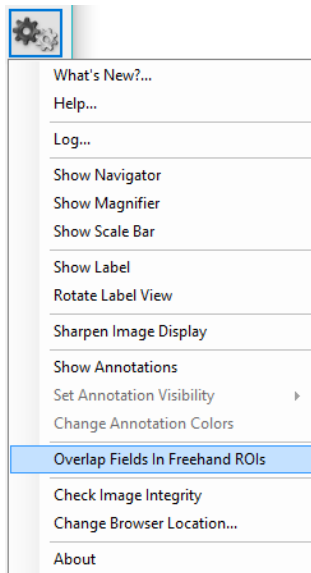 What's New?...
Help...
Log...
Show Navigator
Show Magnifier
Show Scale Bar
Show Label
Rotate Label View
Sharpen Image Display
Show Annotations
Set Annotation Visibility
Change Annotation Colors
Overlap Fields In Freehand ROIs
Check Image Integrity
Change Browser Location...
About